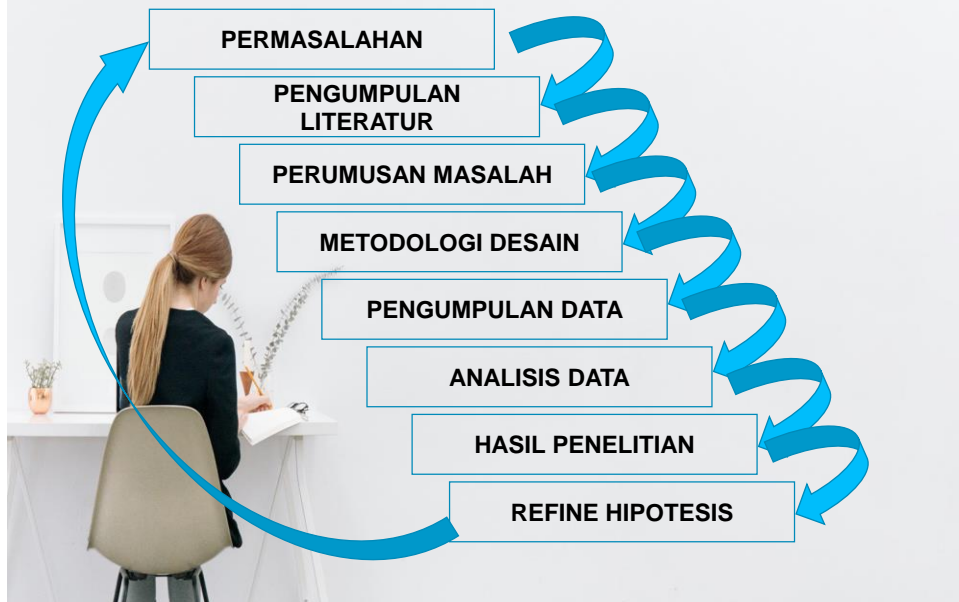 PERMASALAHAN
PENGUMPULAN
LITERATUR
PERUMUSAN MASALAH
METODOLOGI DESAIN
PENGUMPULAN DATA
ANALISIS DATA
HASIL PENELITIAN
REFINE HIPOTESIS